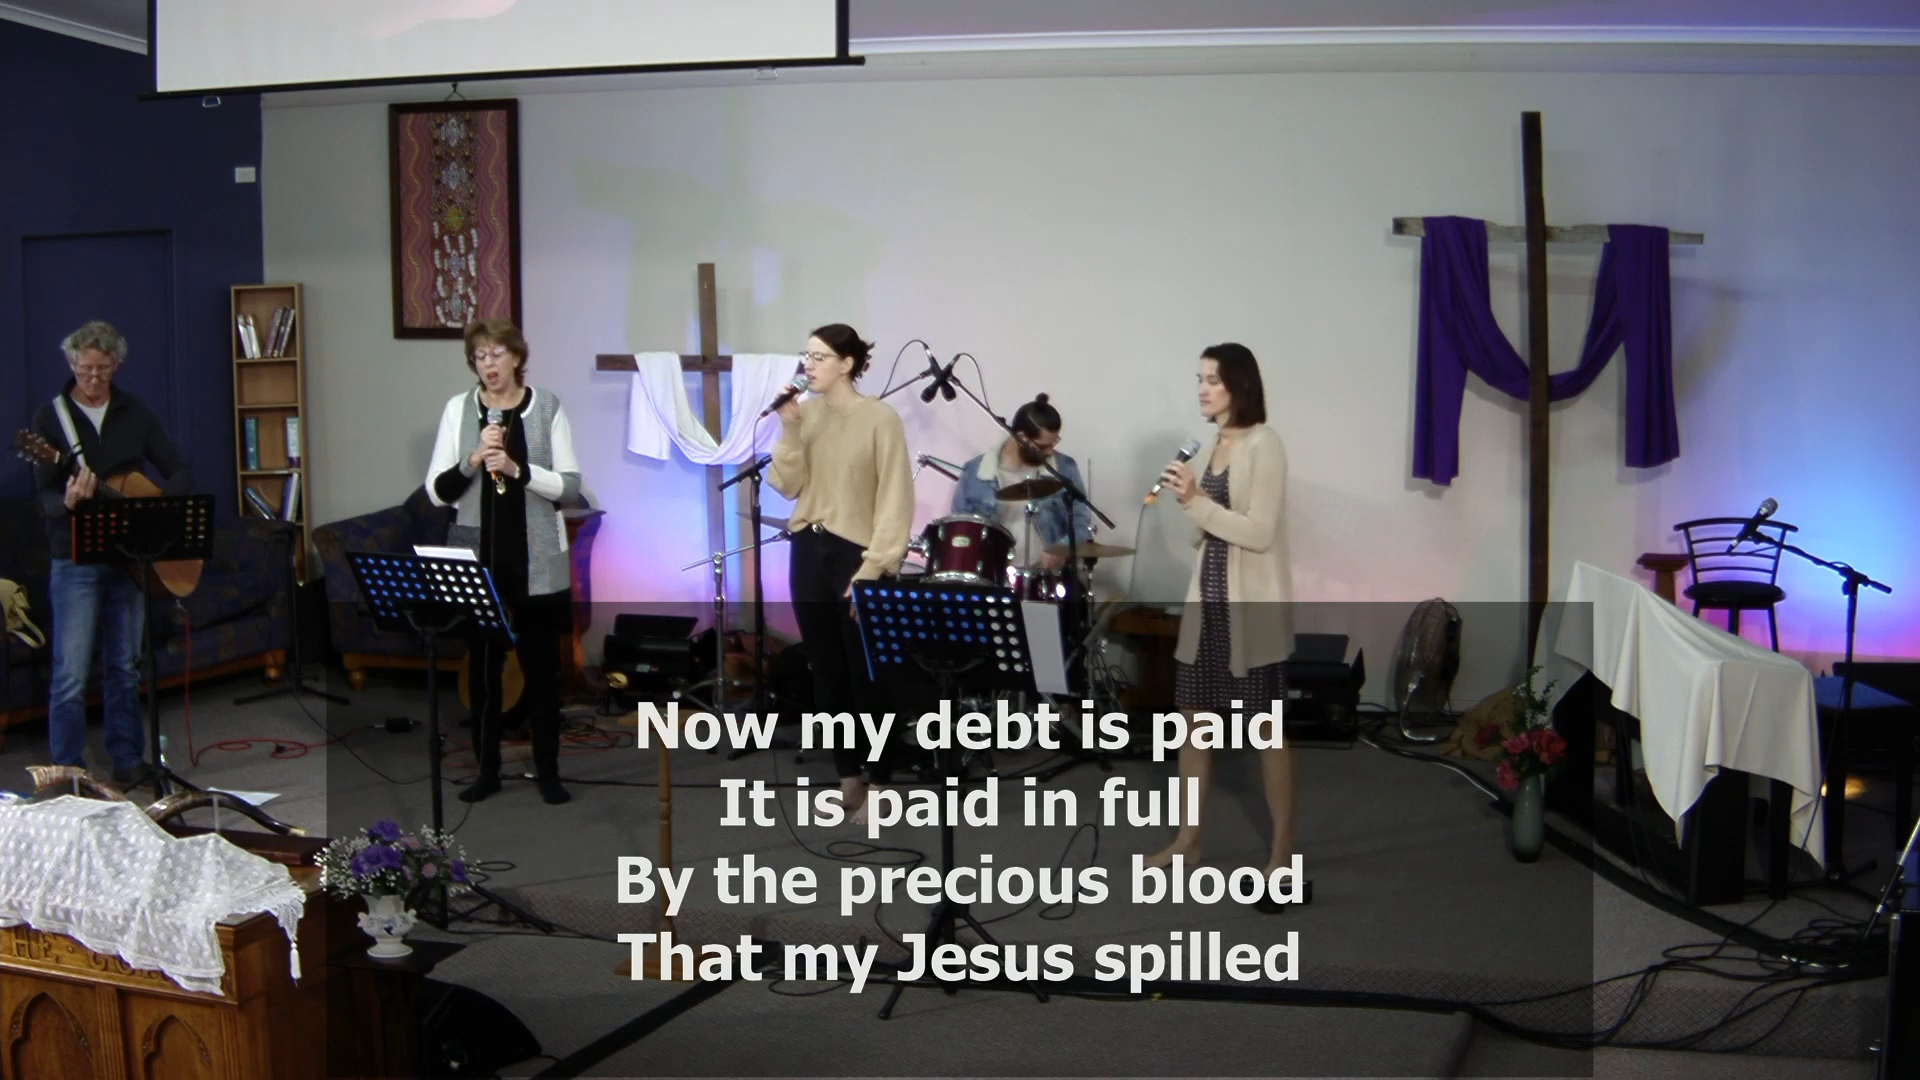 Now my debt is paid
It is paid in full
By the precious blood
That my Jesus spilled